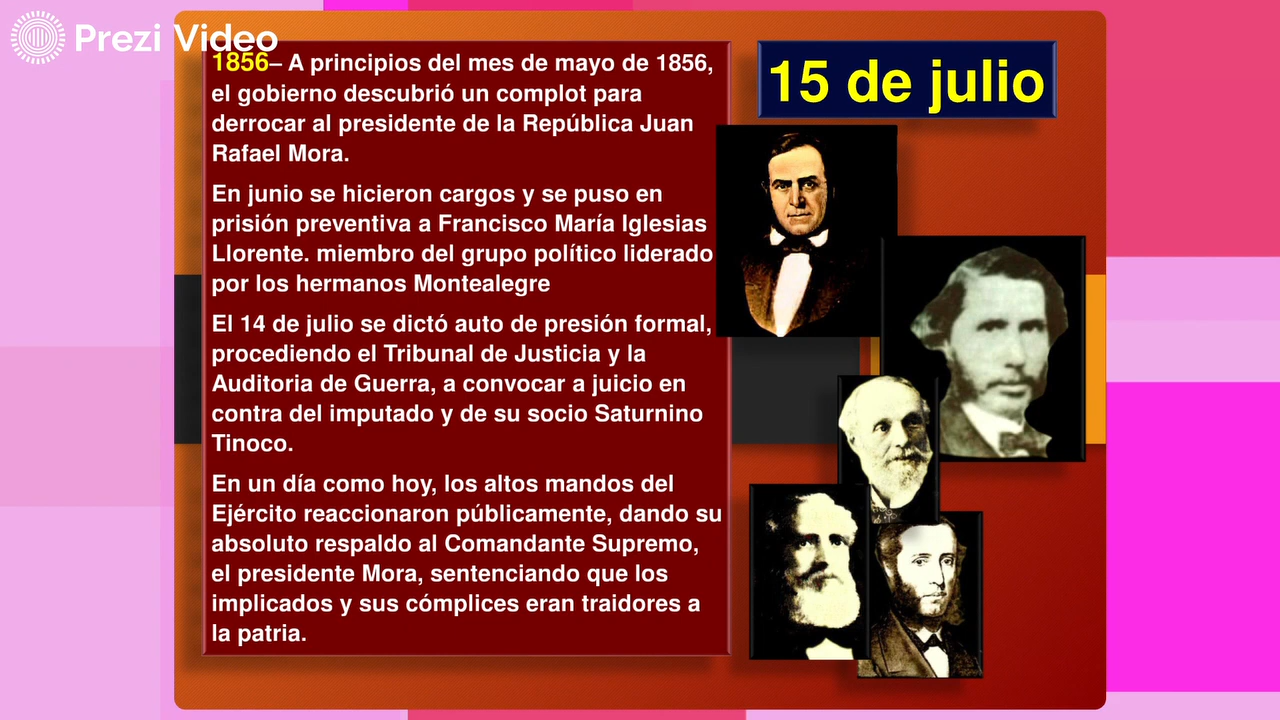 Prezi Video
1856– A principios del mes de mayo de 1856,
el gobierno descubrió un complot para
derrocar al presidente de la República Juan
Rafael Mora.
En junio se hicieron cargos y se puso en
prisión preventiva a Francisco María Iglesias
Llorente. miembro del grupo político liderado
por los hermanos Montealegre
El 14 de julio se dictó auto de presión formal,
procediendo el Tribunal de Justicia y la
Auditoria de Guerra, a convocar a juicio en
contra del imputado y de su socio Saturnino
Tinoco.
En un día como hoy, los altos mandos del
Ejército reaccionaron públicamente, dando su
absoluto respaldo al Comandante Supremo,
el presidente Mora, sentenciando que los
implicados y sus cómplices eran traidores a
la patria.
15 de julio